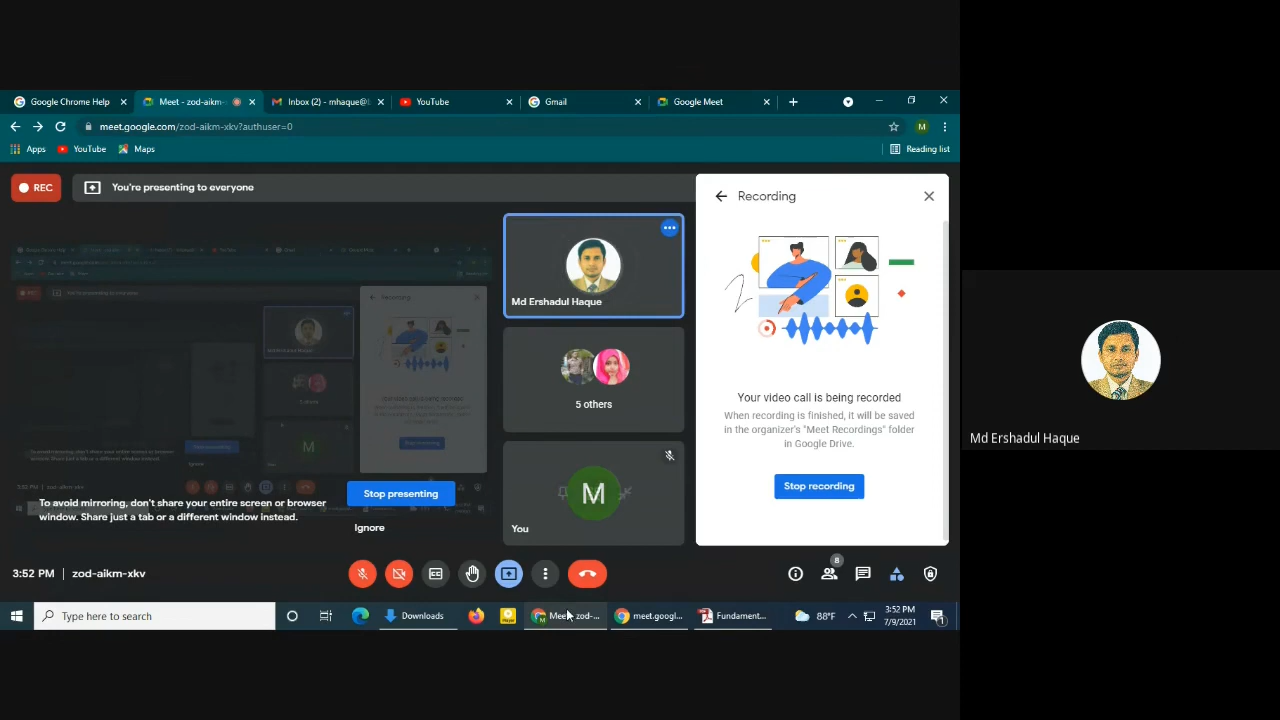 Google Chrome Help
Meet - zod-aikm-
Inbox (2) - mhaque@
YouTube
Gmail
Google Meet
meet.google.com/zod-aikm-xkv?authuser=0
M
Apps
YouTube
Maps
Reading list
REC
You're presenting to everyone
Recording
Md Ershadul Haque
5 others
Your video call is being recorded
When recording is finished, it will be saved
in the organizer's "Meet Recordings" folder
in Google Drive.
Stop recording
To avoid mirroring, don't share your entire screen or browser
window. Share just a tab or a different window instead.
Stop presenting
Ignore
M
You
3:52 PM | zod-aikm-xkv
8
Type here to search
Downloads
Meet - zod-...
meet.googl...
Fundament...
88°F
3:52 PM
7/9/2021
1
Md Ershadul Haque